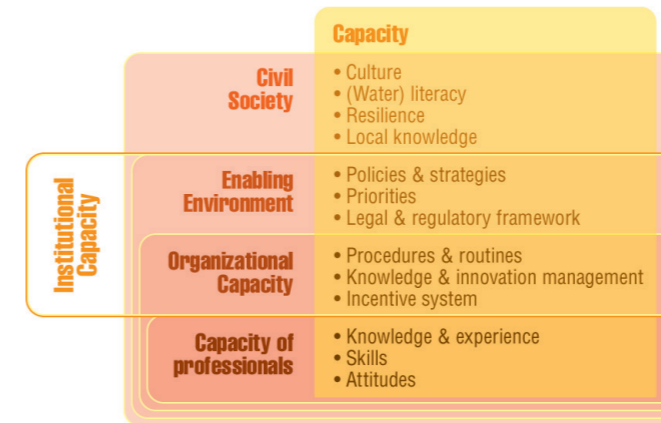 Capacity
Civil
Society
• Culture
• (Water) literacy
• Resilience
• Local knowledge
Institutional
Capacity
Enabling
Environment
• Policies & strategies
• Priorities
• Legal & regulatory framework
Organizational
Capacity
• Procedures & routines
• Knowledge & innovation management
• Incentive system
Capacity of
professionals
• Knowledge & experience
• Skills
• Attitudes